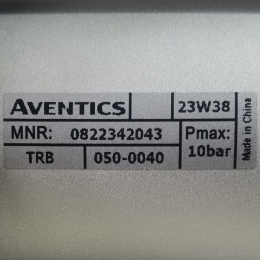 AVENTICS 23W38
MNR: 0822342043 Pmax:
TRB 050-0040 10bar
Made in China